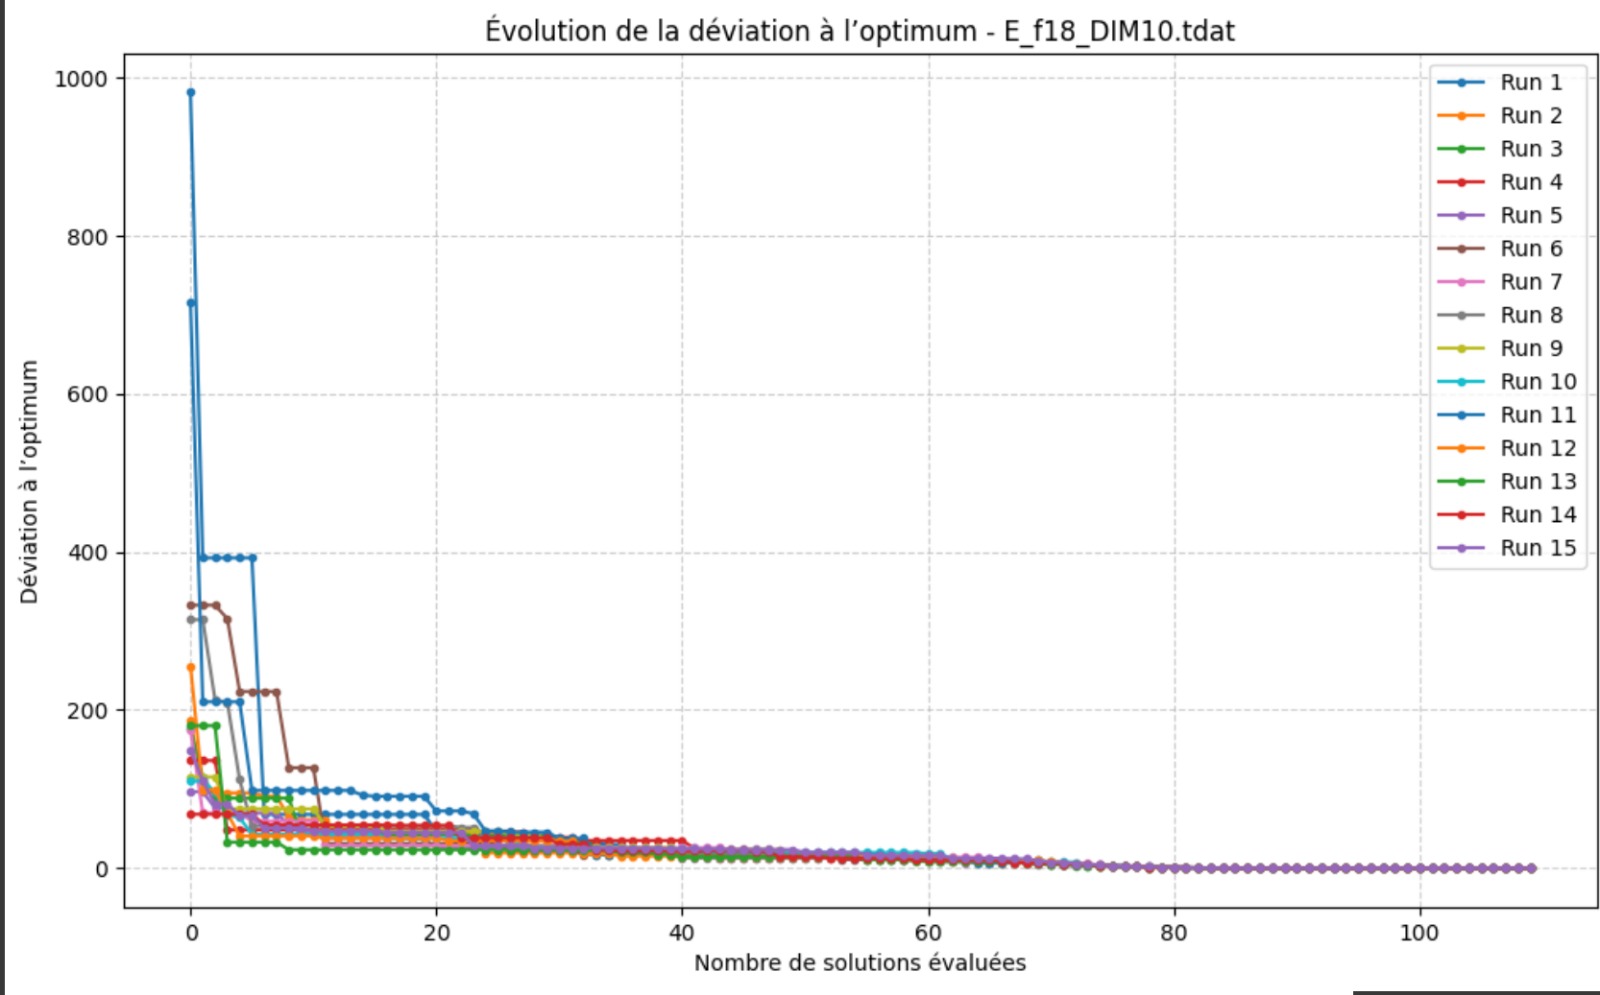 Évolution de la déviation à l’optimum - E_f18_DIM10.tdat
1000
800
600
400
200
0
Déviation à l’optimum
0 20 40 60 80 100
Nombre de solutions évaluées
Run 1
Run 2
Run 3
Run 4
Run 5
Run 6
Run 7
Run 8
Run 9
Run 10
Run 11
Run 12
Run 13
Run 14
Run 15